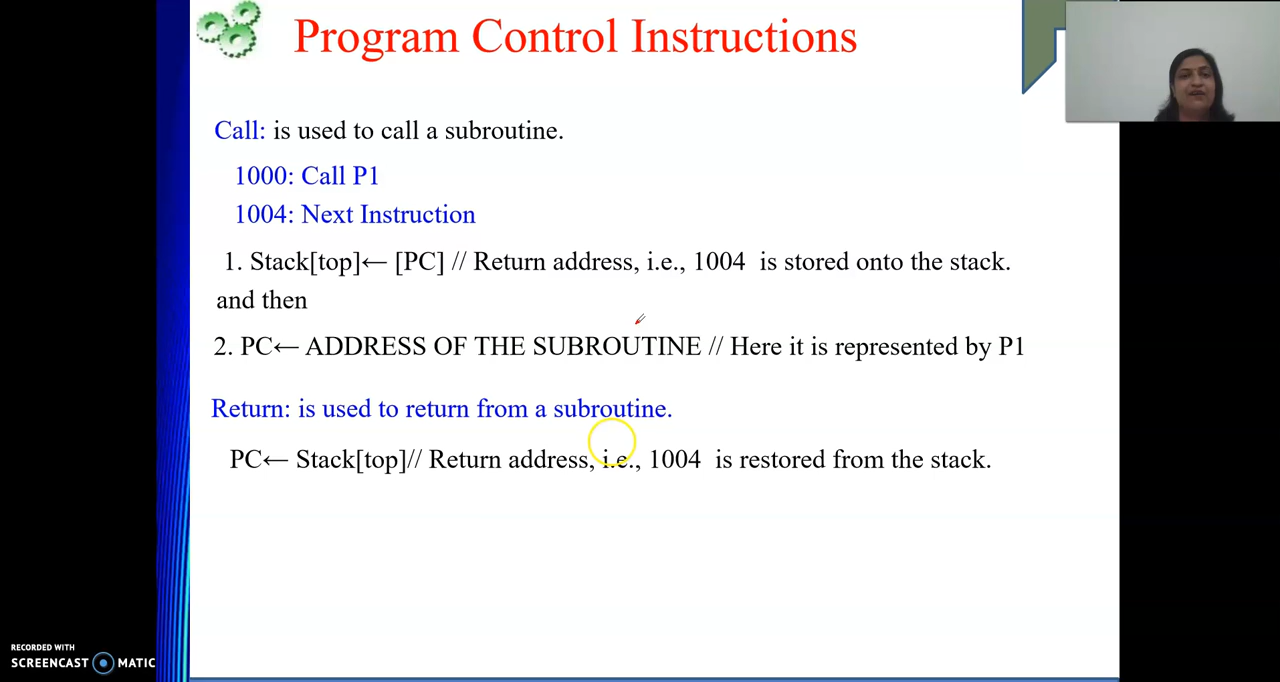 Program Control Instructions
Call: is used to call a subroutine.
1000: Call P1
1004: Next Instruction
1. Stack[top]← [PC] // Return address, i.e., 1004 is stored onto the stack.
and then
2. PC← ADDRESS OF THE SUBROUTINE // Here it is represented by P1
Return: is used to return from a subroutine.
PC← Stack[top]// Return address, i.e., 1004 is restored from the stack.
RECORDED WITH
SCREENCAST MATIC